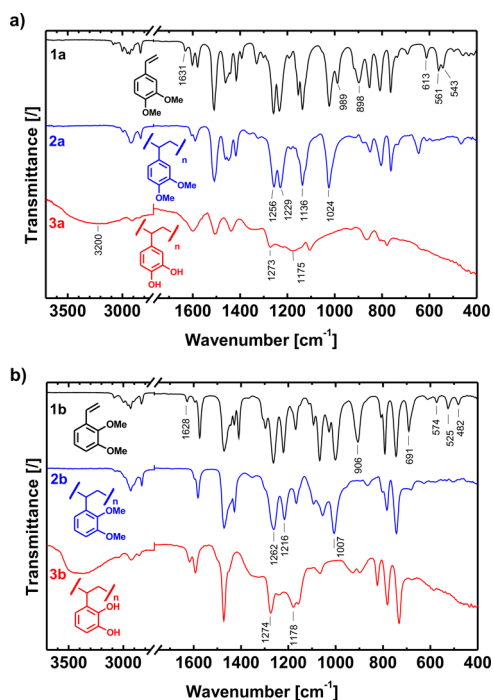 a)
1a
1631
OMe
OMe
989
898
613
561
543
2a
n
OMe
OMe
1256
1229
1136
1024
3a
3200
n
OH
OH
1273
1175
Transmittance [/]
3500 3000 1600 1400 1200 1000 800 600 400
Wavenumber [cm⁻¹]
b)
1b
OMe
OMe
1628
906
691
574
525
482
2b
n
OMe
OMe
1262
1216
1007
3b
n
OH
OH
1274
1178
Transmittance [/]
3500 3000 1600 1400 1200 1000 800 600 400
Wavenumber [cm⁻¹]